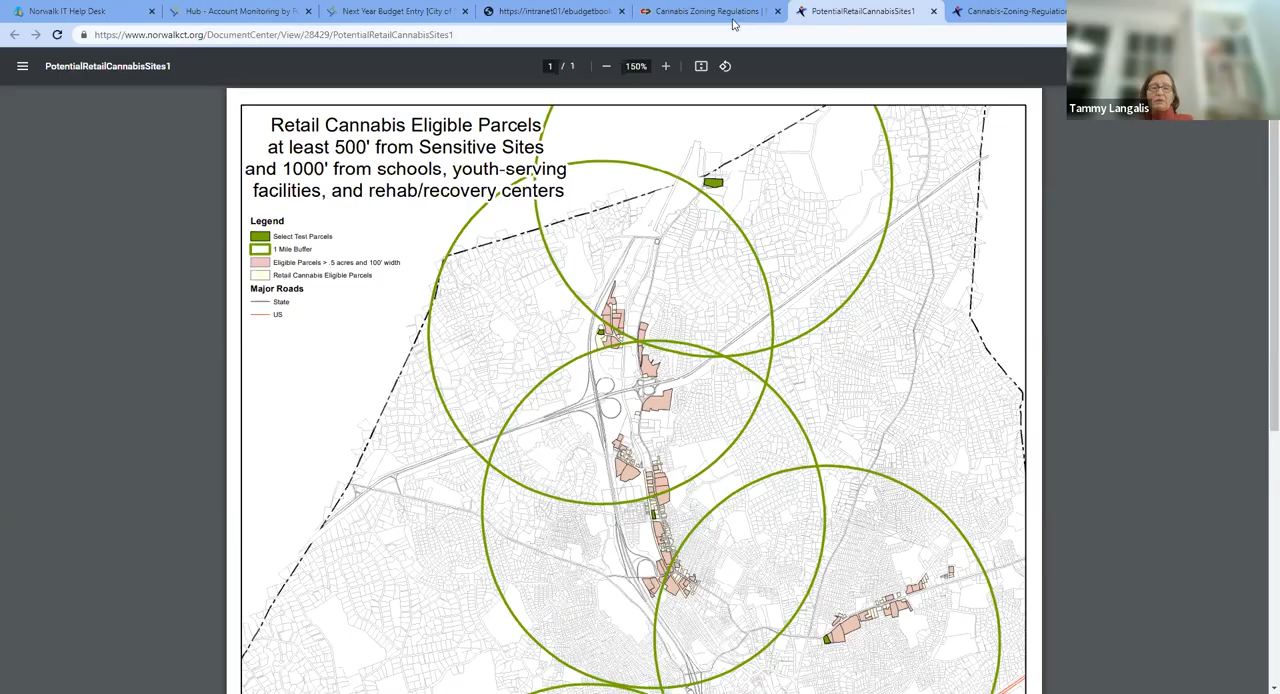 Norwalk IT Help Desk
Hub - Account Monitoring by Fu
Next Year Budget Entry [City of
https://intranet01/ebudgetbook
Cannabis Zoning Regulations |
PotentialRetailCannabisSites1
Cannabis-Zoning-Regulation
https://www.norwalkct.org/DocumentCenter/View/28429/PotentialRetailCannabisSites1
PotentialRetailCannabisSites1
1 / 1
150%
Tammy Langalis
Retail Cannabis Eligible Parcels
at least 500' from Sensitive Sites
and 1000' from schools, youth-serving
facilities, and rehab/recovery centers
Legend
Select Test Parcels
1 Mile Buffer
Eligible Parcels > .5 acres and 100' width
Retail Cannabis Eligible Parcels
Major Roads
State
US